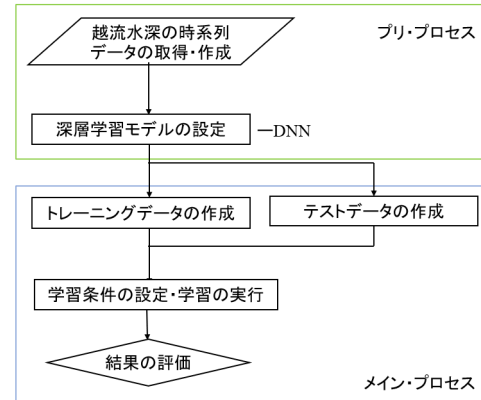 越流水深の時系列
データの取得・作成
プリ・プロセス
深層学習モデルの設定
ーDNN
トレーニングデータの作成
テストデータの作成
学習条件の設定・学習の実行
結果の評価
メイン・プロセス